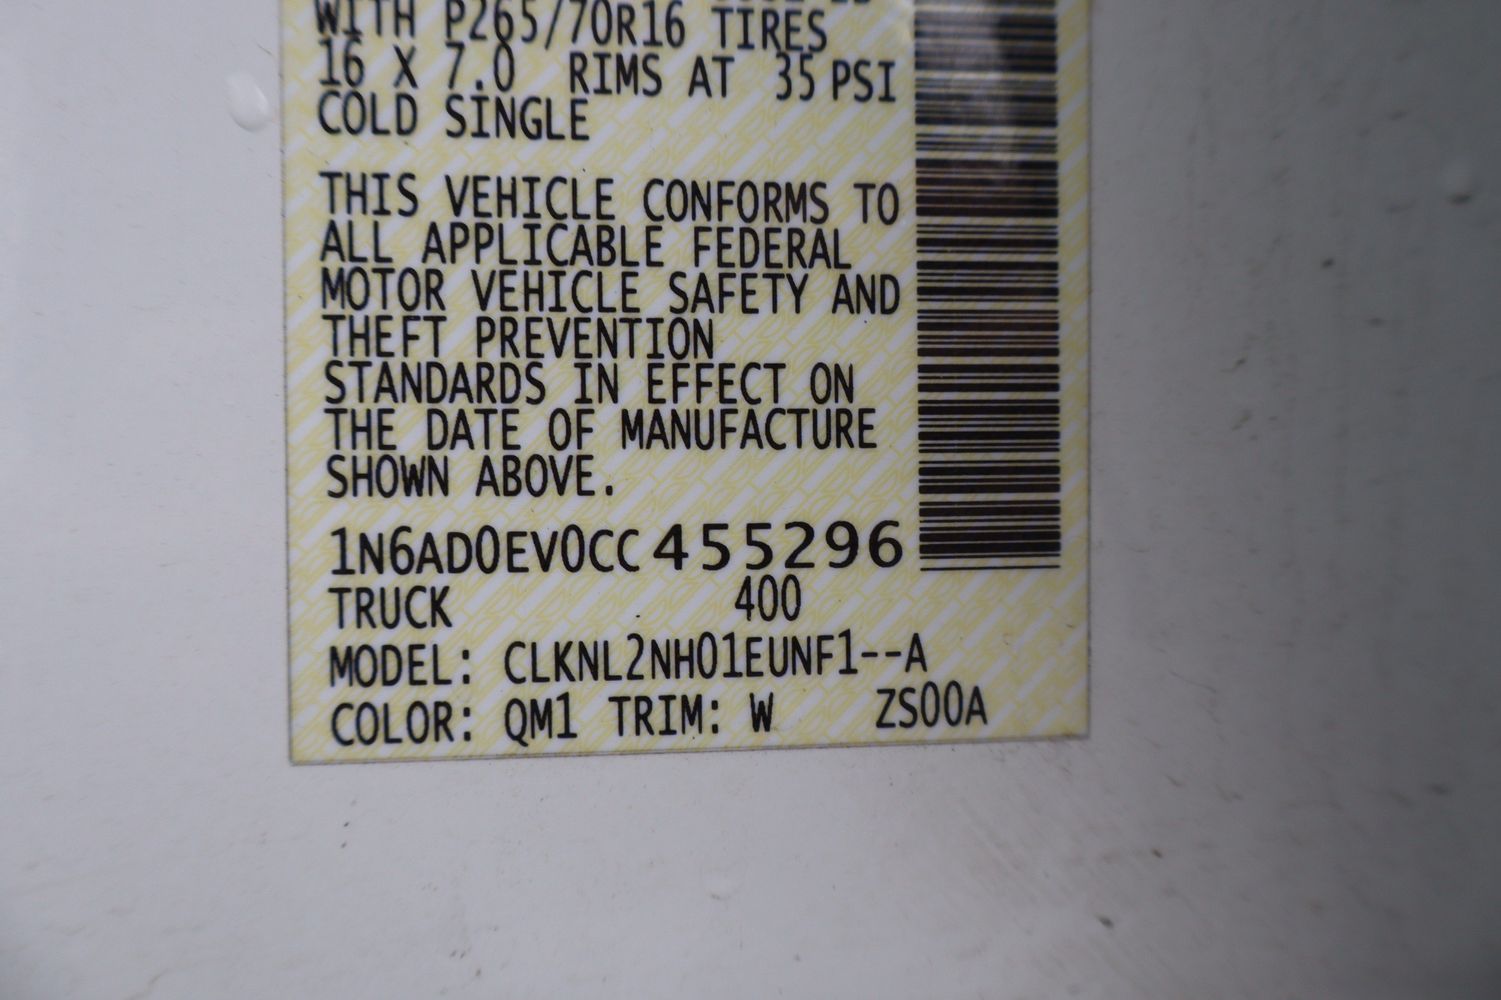 WITH P265/70R16 TIRES
16 X 7.0 RIMS AT 35 PSI
COLD SINGLE
THIS VEHICLE CONFORMS TO
ALL APPLICABLE FEDERAL
MOTOR VEHICLE SAFETY AND
THEFT PREVENTION
STANDARDS IN EFFECT ON
THE DATE OF MANUFACTURE
SHOWN ABOVE.
1N6AD0EV0CC455296
TRUCK 400
MODEL: CLKNL2NH01EUNF1--A
COLOR: QM1 TRIM: W ZS00A